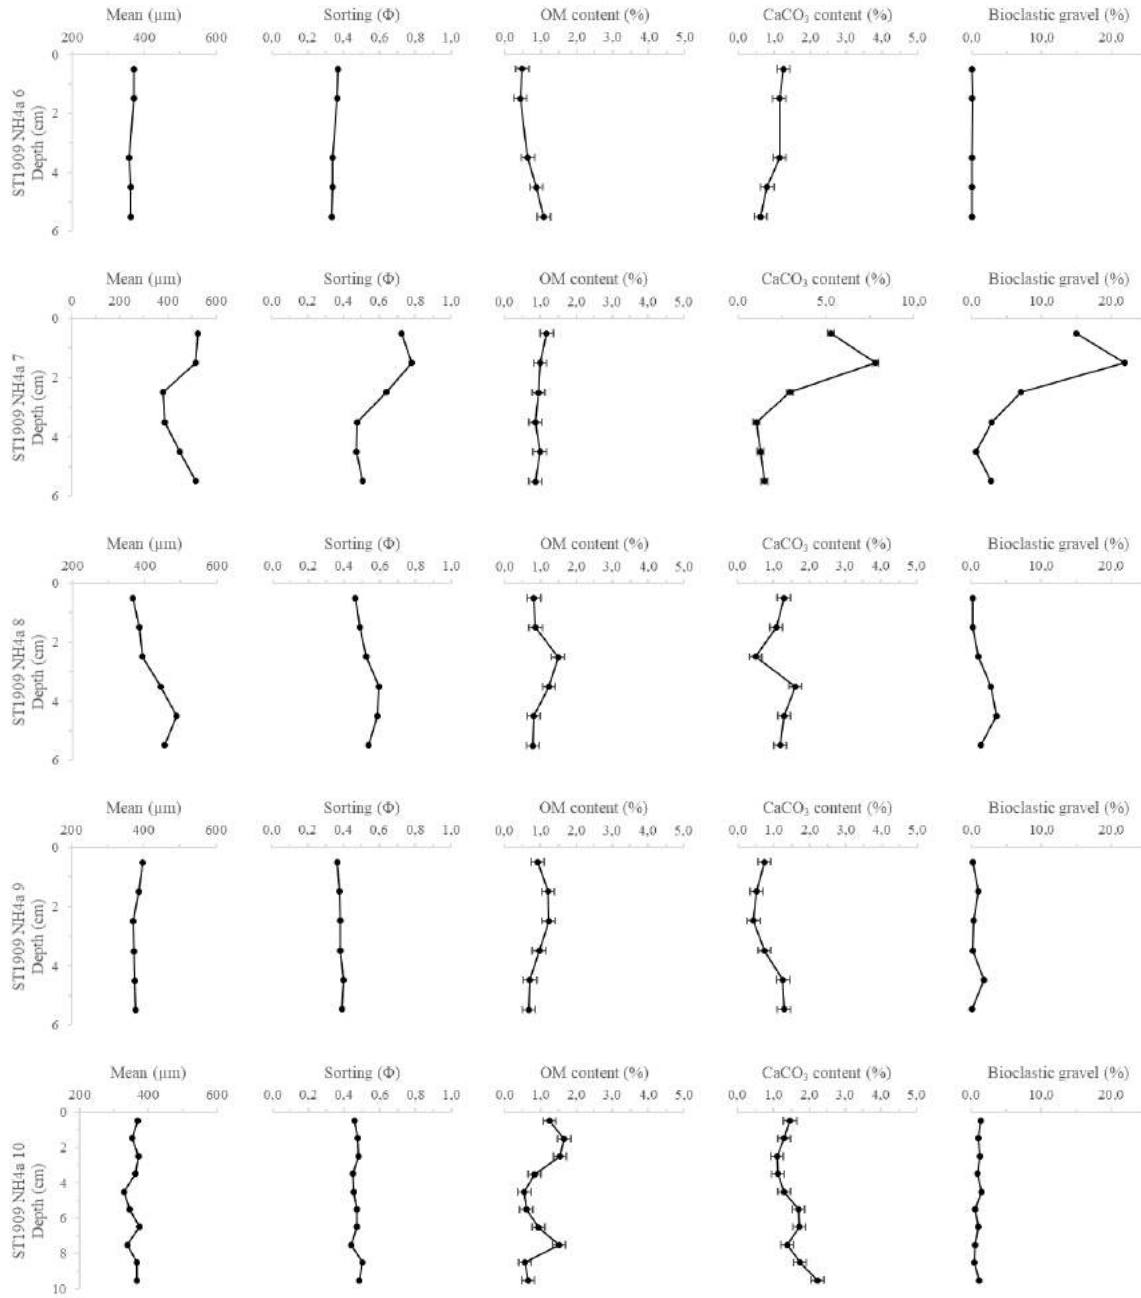 Mean (µm) Sorting (Φ) OM content (%) CaCO₃ content (%) Bioclastic gravel (%)
200 400 600 0,0 0,2 0,4 0,6 0,8 1,0 0,0 1,0 2,0 3,0 4,0 5,0 0,0 1,0 2,0 3,0 4,0 5,0 0,0 10,0 20,0
0
2
4
6
ST1909 NH4a 6
Depth (cm)
Mean (µm) Sorting (Φ) OM content (%) CaCO₃ content (%) Bioclastic gravel (%)
0 200 400 600 0,0 0,2 0,4 0,6 0,8 1,0 0,0 1,0 2,0 3,0 4,0 5,0 0,0 5,0 10,0 0,0 10,0 20,0
0
2
4
6
ST1909 NH4a 7
Depth (cm)
Mean (µm) Sorting (Φ) OM content (%) CaCO₃ content (%) Bioclastic gravel (%)
200 400 600 0,0 0,2 0,4 0,6 0,8 1,0 0,0 1,0 2,0 3,0 4,0 5,0 0,0 1,0 2,0 3,0 4,0 5,0 0,0 10,0 20,0
0
2
4
6
ST1909 NH4a 8
Depth (cm)
Mean (µm) Sorting (Φ) OM content (%) CaCO₃ content (%) Bioclastic gravel (%)
200 400 600 0,0 0,2 0,4 0,6 0,8 1,0 0,0 1,0 2,0 3,0 4,0 5,0 0,0 1,0 2,0 3,0 4,0 5,0 0,0 10,0 20,0
0
2
4
6
ST1909 NH4a 9
Depth (cm)
Mean (µm) Sorting (Φ) OM content (%) CaCO₃ content (%) Bioclastic gravel (%)
200 400 600 0,0 0,2 0,4 0,6 0,8 1,0 0,0 1,0 2,0 3,0 4,0 5,0 0,0 1,0 2,0 3,0 4,0 5,0 0,0 10,0 20,0
0
2
4
6
8
10
ST1909 NH4a 10
Depth (cm)